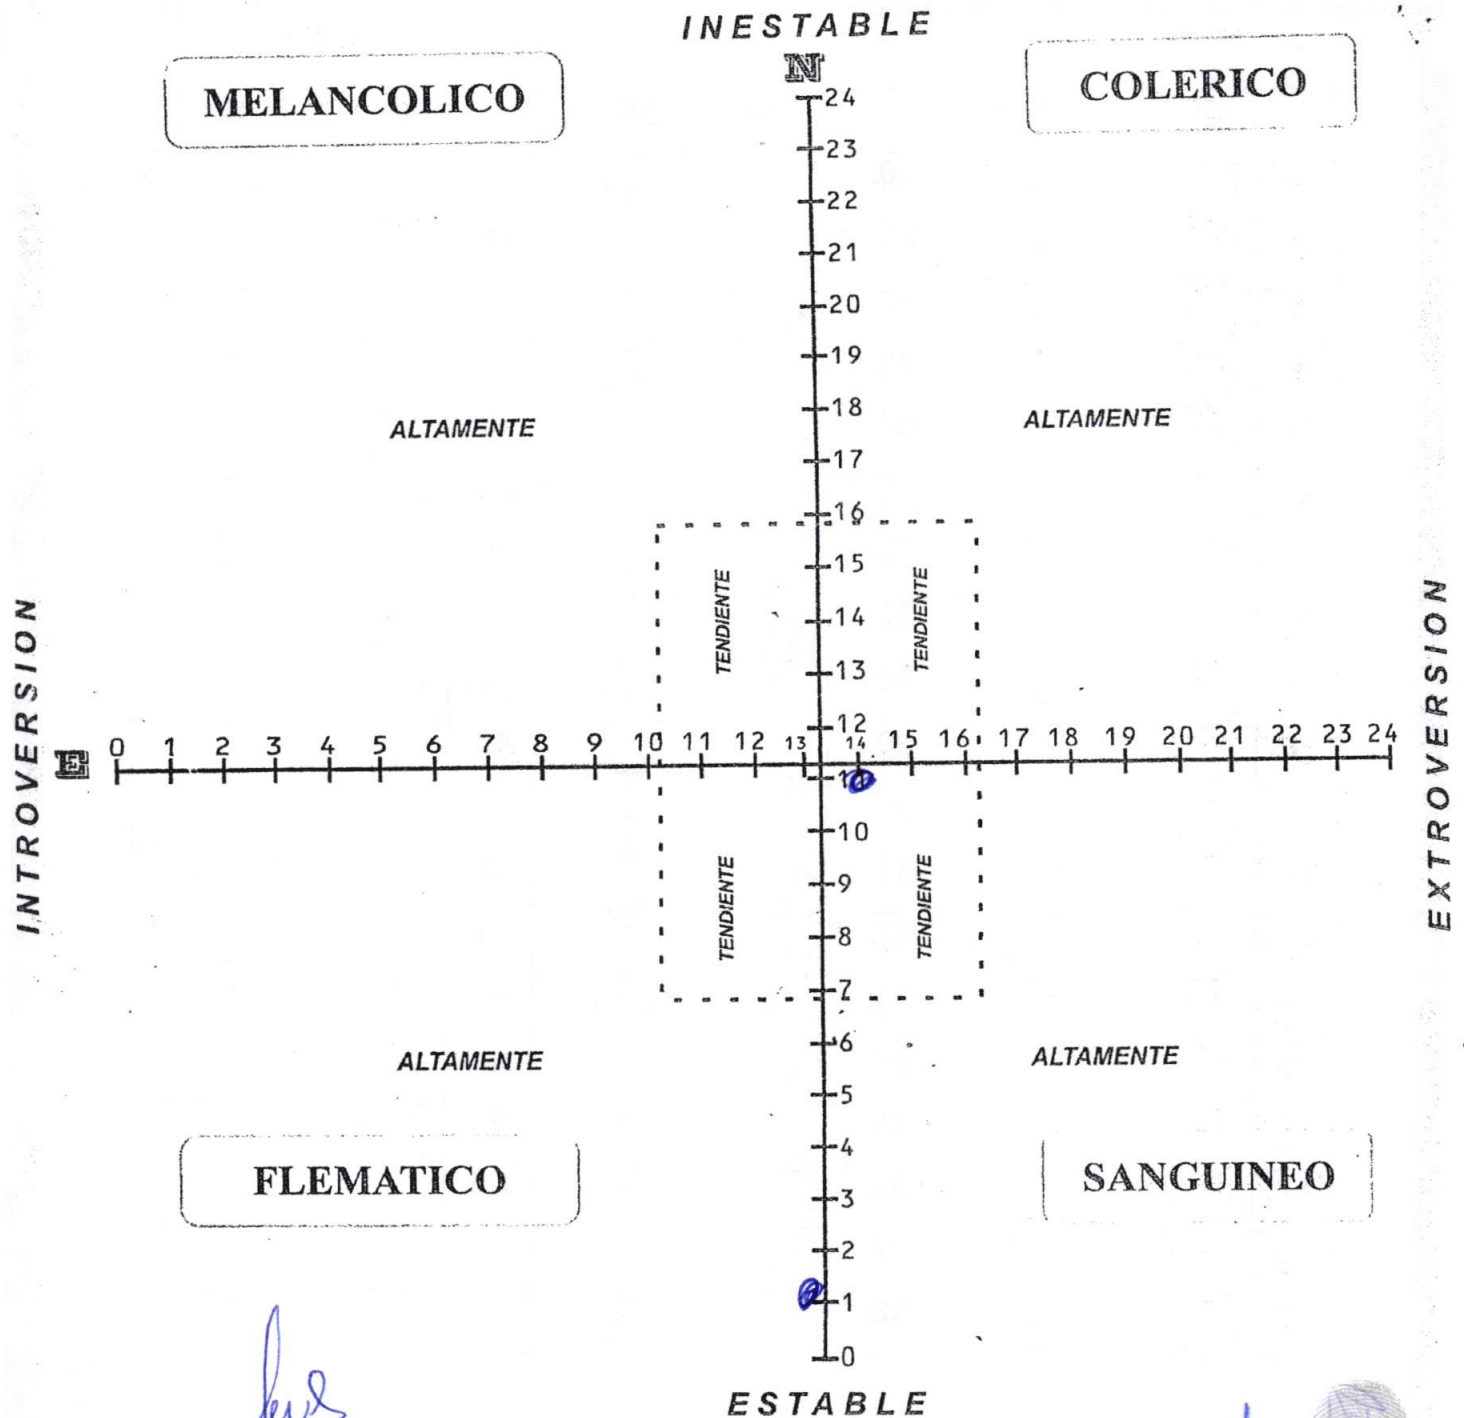 INESTABLE
N
MELANCOLICO
COLERICO
24
23
22
21
20
19
18
17
16
15
14
13
12
ALTAMENTE
ALTAMENTE
TENDIENTE
TENDIENTE
INTROVERSION
EXTROVERSION
E
0 1 2 3 4 5 6 7 8 9 10 11 12 13 14 15 16 17 18 19 20 21 22 23 24
10
9
8
7
6
5
4
3
2
1
0
TENDIENTE
TENDIENTE
ALTAMENTE
ALTAMENTE
FLEMATICO
SANGUINEO
ESTABLE